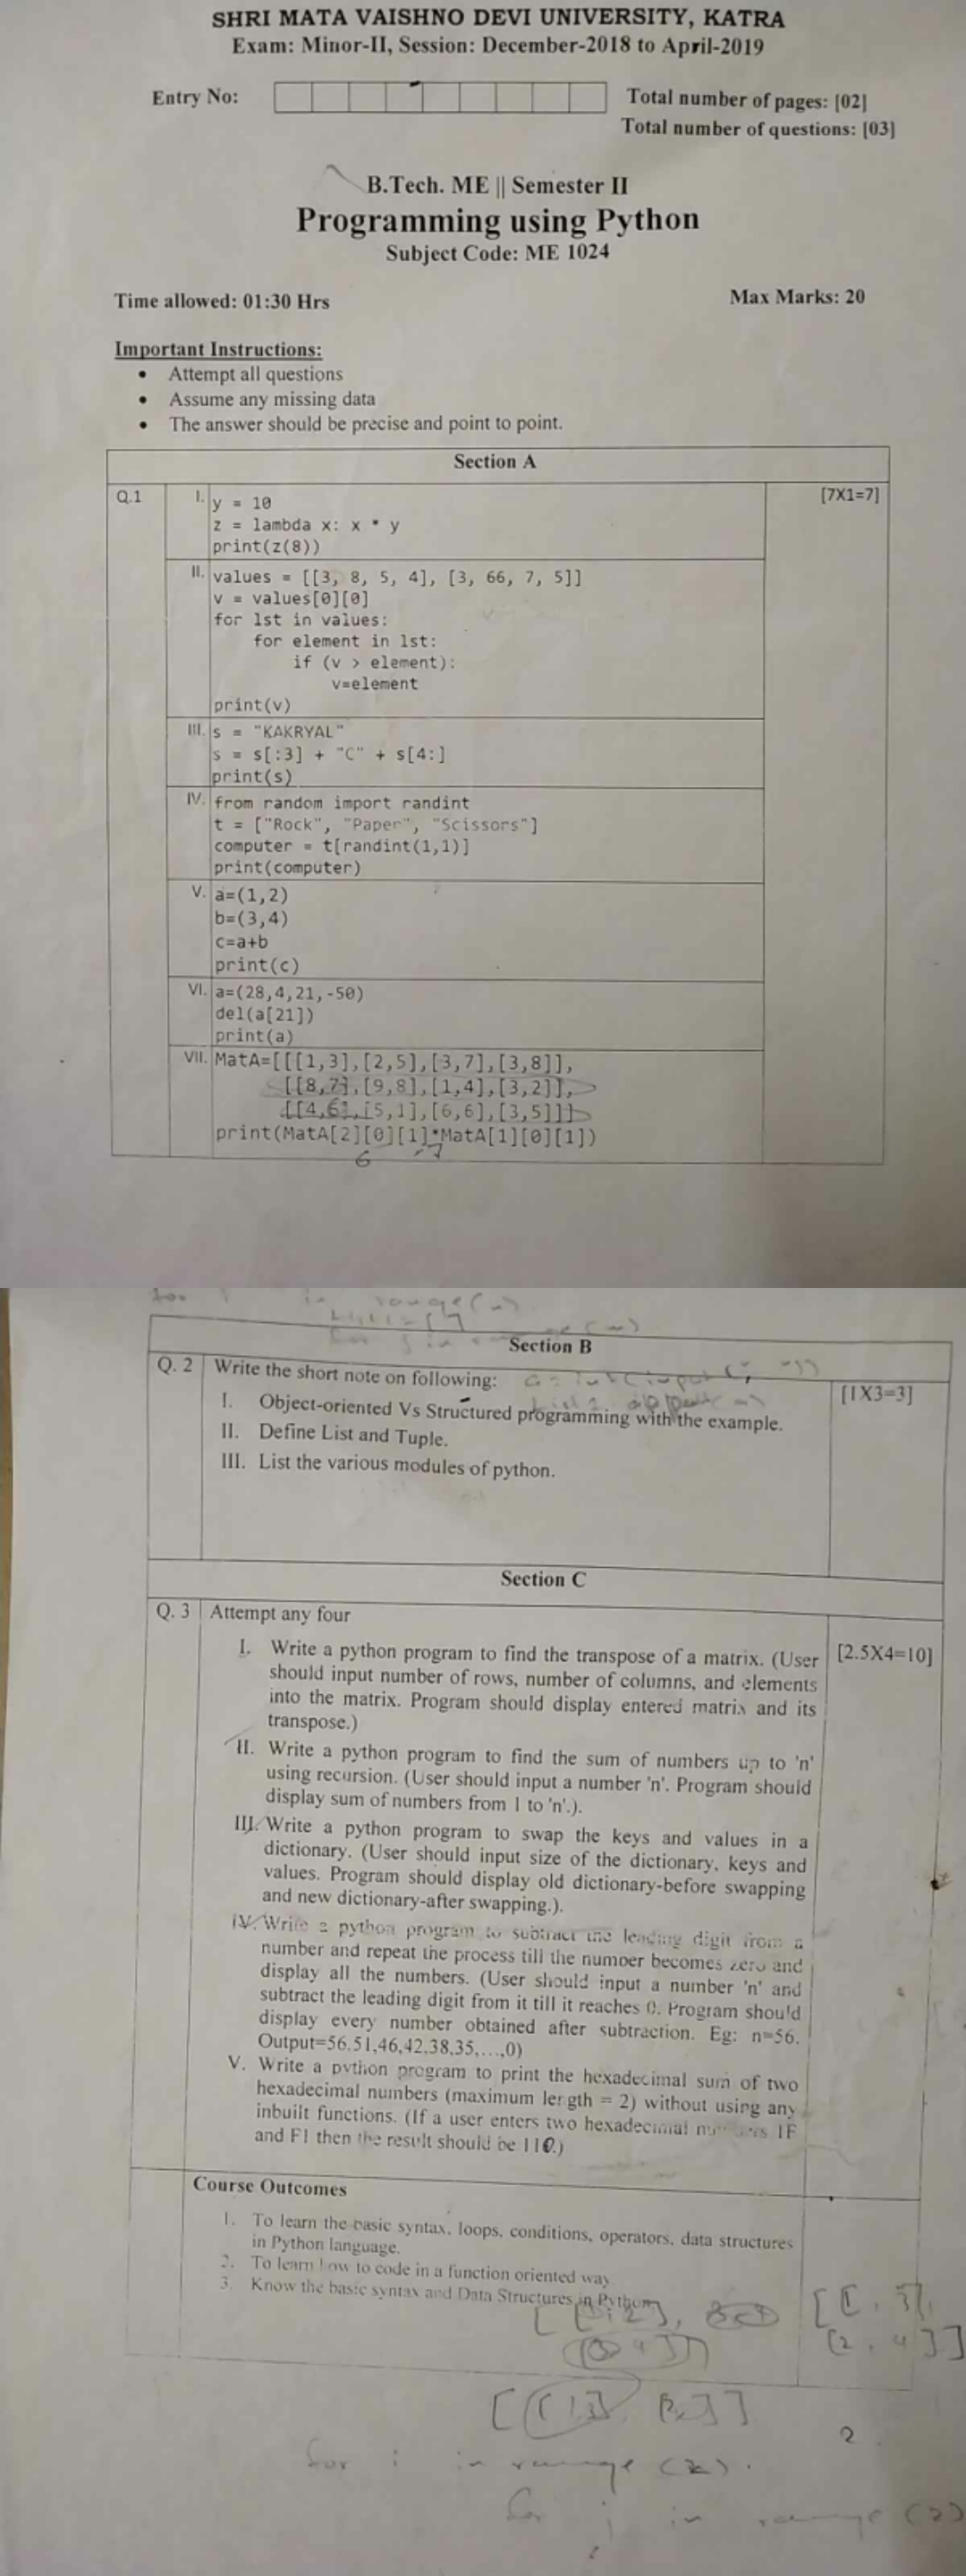 SHRI MATA VAISHNO DEVI UNIVERSITY, KATRA
Exam: Minor-II, Session: December-2018 to April-2019
Entry No:
Total number of pages: [02]
Total number of questions: [03]
B.Tech. ME || Semester II
Programming using Python
Subject Code: ME 1024
Time allowed: 01:30 Hrs
Max Marks: 20
Important Instructions:
• Attempt all questions
• Assume any missing data
• The answer should be precise and point to point.
Section A
Q.1
[7X1=7]
I. y = 10
z = lambda x: x * y
print(z(8))
II. values = [[3, 8, 5, 4], [3, 66, 7, 5]]
v = values[0][0]
for lst in values:
for element in lst:
if (v > element):
v=element
print(v)
III. s = "KAKRYAL"
s = s[:3] + "C" + s[4:]
print(s)
IV. from random import randint
t = ["Rock", "Paper", "Scissors"]
computer = t[randint(1,1)]
print(computer)
V. a=(1,2)
b=(3,4)
c=a+b
print(c)
VI. a=(28,4,21,-50)
del(a[21])
print(a)
VII. MatA=[[[1,3],[2,5],[3,7],[3,8]],
[[8,7],[9,8],[1,4],[3,2]],
[[4,6],[5,1],[6,6],[3,5]]]
print(MatA[2][0][1]*MatA[1][0][1])
6 7
in range(n)
Section B
Q. 2 Write the short note on following:
[1X3=3]
I. Object-oriented Vs Structured programming with the example.
II. Define List and Tuple.
III. List the various modules of python.
Section C
Q. 3 Attempt any four
[2.5X4=10]
I. Write a python program to find the transpose of a matrix. (User
should input number of rows, number of columns, and elements
into the matrix. Program should display entered matrix and its
transpose.)
II. Write a python program to find the sum of numbers up to 'n'
using recursion. (User should input a number 'n'. Program should
display sum of numbers from 1 to 'n'.).
III. Write a python program to swap the keys and values in a
dictionary. (User should input size of the dictionary, keys and
values. Program should display old dictionary-before swapping
and new dictionary-after swapping.).
IV. Write a python program to subtract the leading digit from a
number and repeat the process till the number becomes zero and
display all the numbers. (User should input a number 'n' and
subtract the leading digit from it till it reaches 0. Program should
display every number obtained after subtraction. Eg: n=56.
Output=56,51,46,42,38,35,...,0)
V. Write a python program to print the hexadecimal sum of two
hexadecimal numbers (maximum length = 2) without using any
inbuilt functions. (If a user enters two hexadecimal numbers 1F
and F1 then the result should be 110.)
Course Outcomes
1. To learn the basic syntax, loops, conditions, operators, data structures
in Python language.
2. To learn how to code in a function oriented way
3. Know the basic syntax and Data Structures in Python
[[1, 3],
[2, 4]]
2
for i in range (2).
for j in range (2)